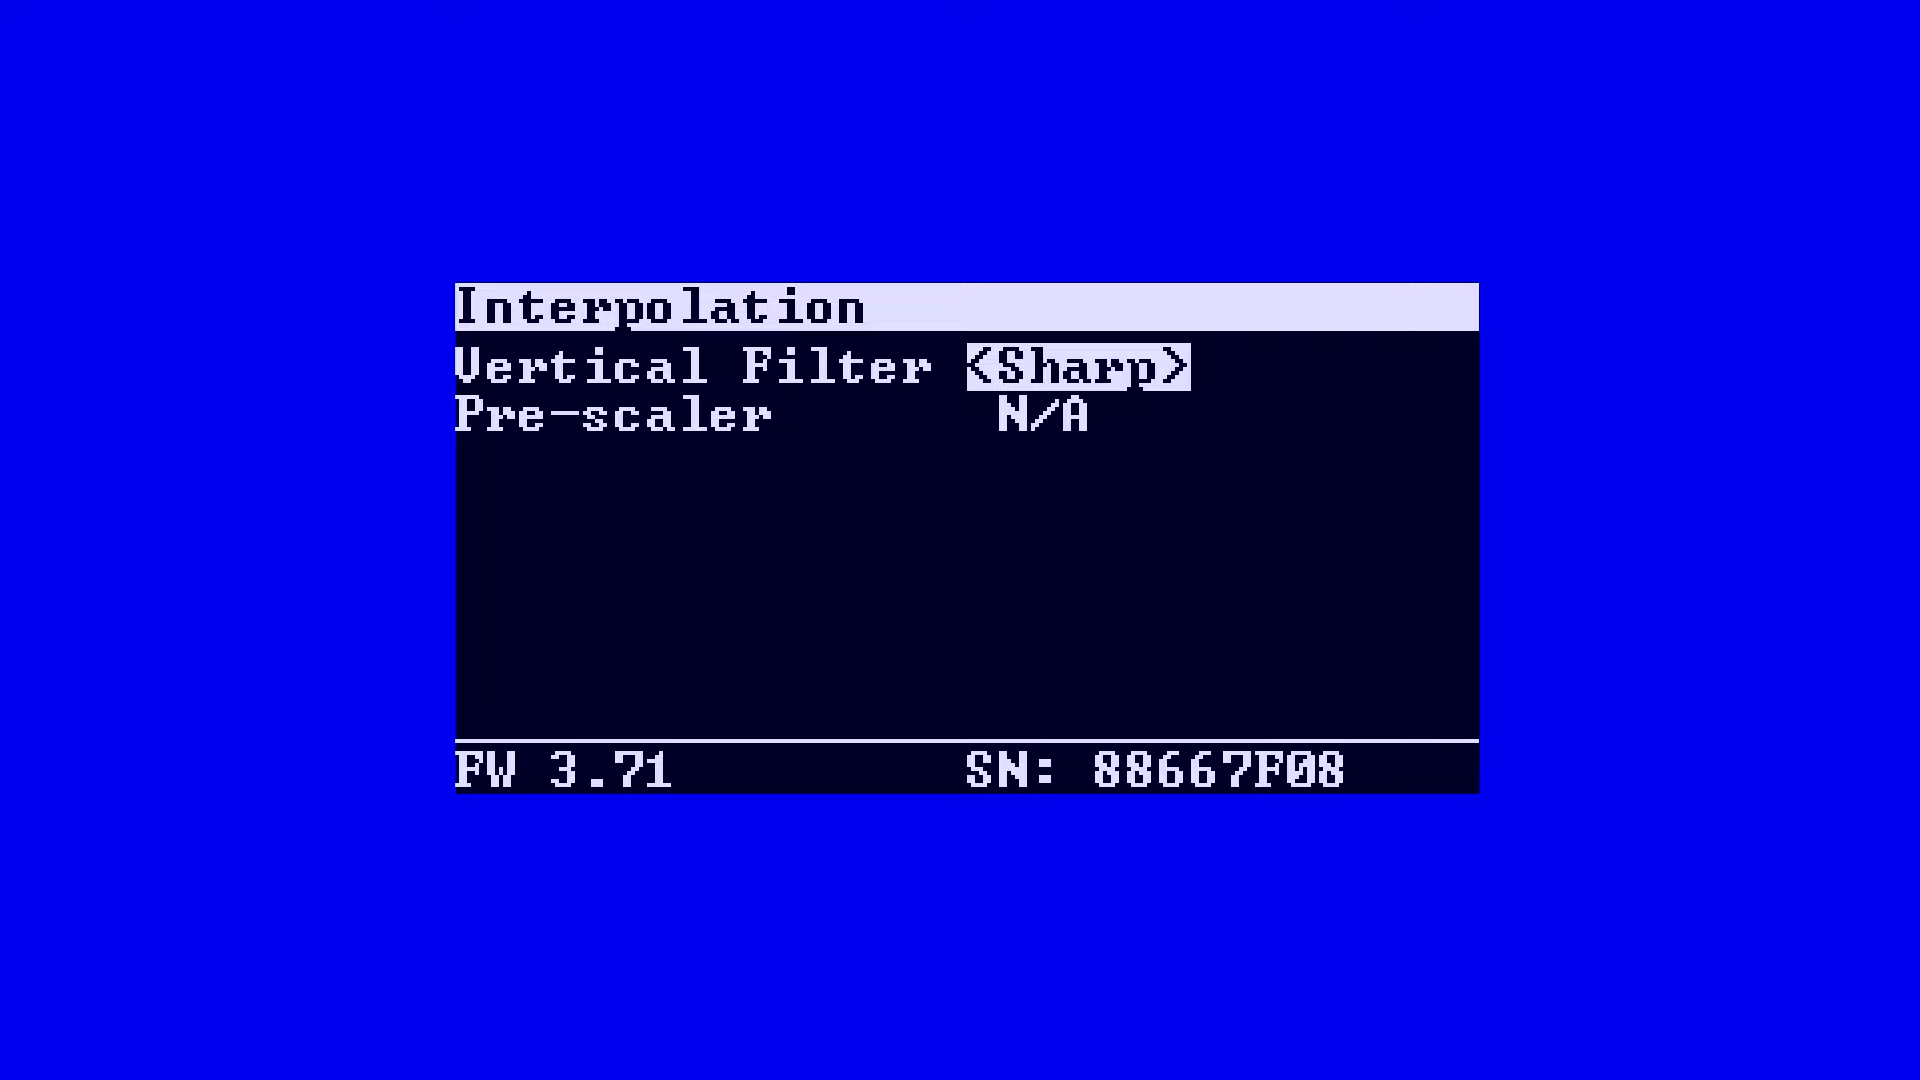 Interpolation
Vertical Filter <Sharp>
Pre-scaler N/A
FW 3.71 SN: 88667F08